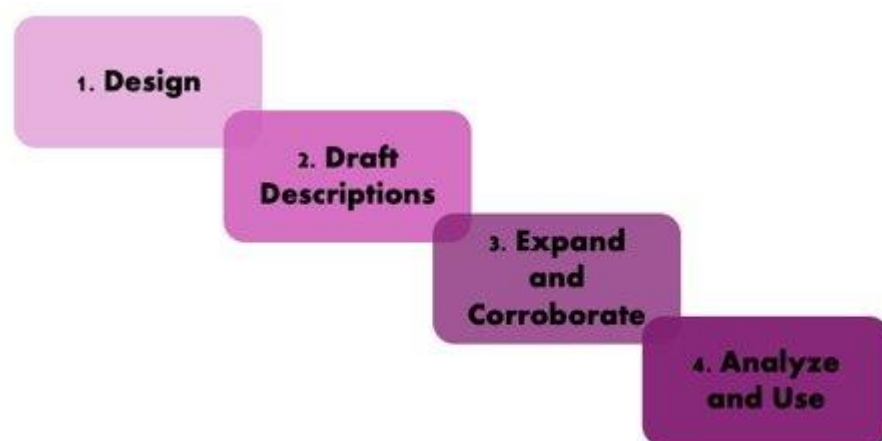 1. Design
2. Draft
Descriptions
3. Expand
and
Corroborate
4. Analyze
and Use